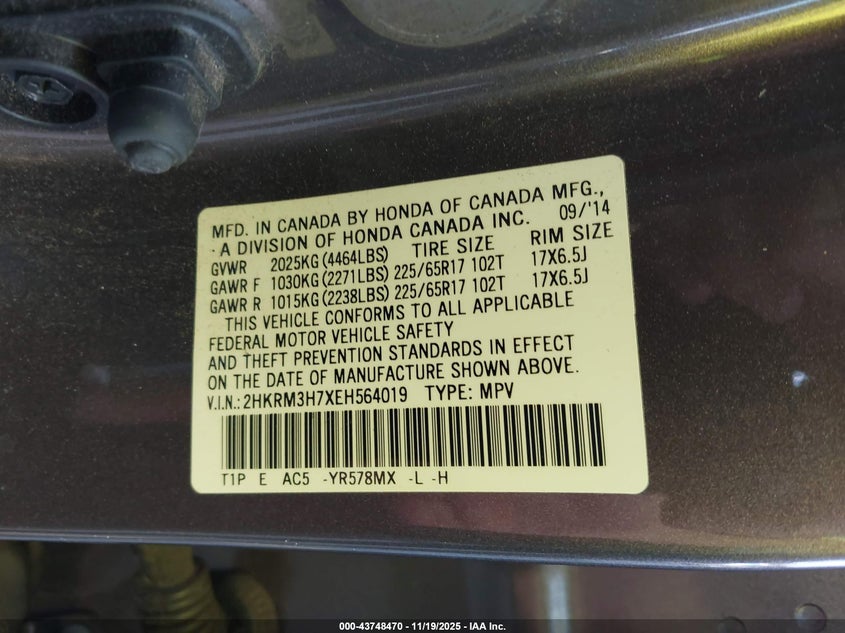 MFD. IN CANADA BY HONDA OF CANADA MFG.,
A DIVISION OF HONDA CANADA INC. 09/'14
GVWR 2025KG(4464LBS) TIRE SIZE RIM SIZE
GAWR F 1030KG(2271LBS) 225/65R17 102T 17X6.5J
GAWR R 1015KG(2238LBS) 225/65R17 102T 17X6.5J
THIS VEHICLE CONFORMS TO ALL APPLICABLE
FEDERAL MOTOR VEHICLE SAFETY
AND THEFT PREVENTION STANDARDS IN EFFECT
ON THE DATE OF MANUFACTURE SHOWN ABOVE.
V.I.N.: 2HKRM3H7XEH564019 TYPE: MPV
T1P E AC5 -YR578MX -L -H
000-43748470 - 11/19/2025 - IAA Inc.